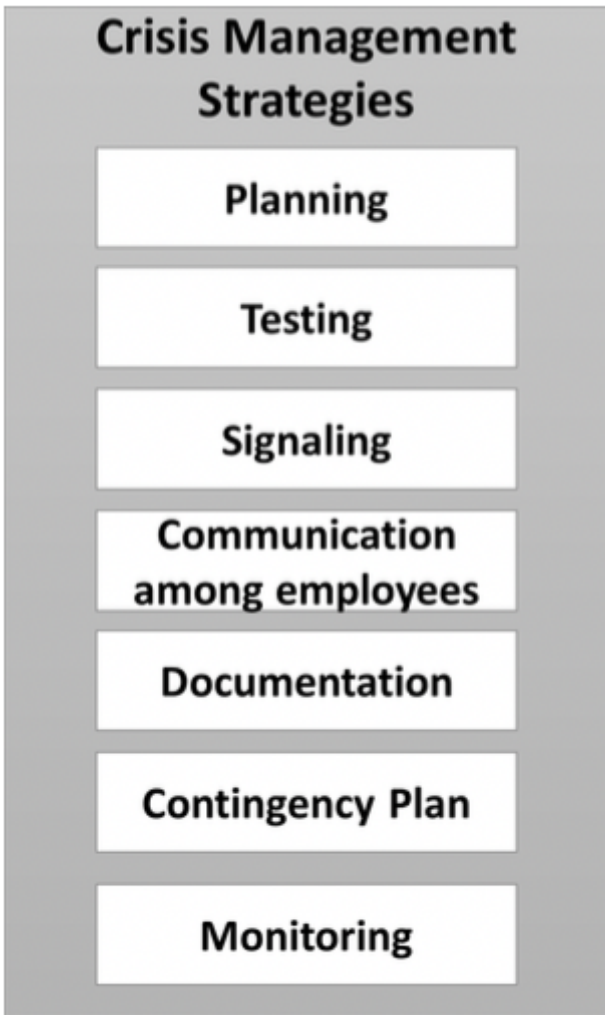 Crisis Management
Strategies
Planning
Testing
Signaling
Communication
among employees
Documentation
Contingency Plan
Monitoring